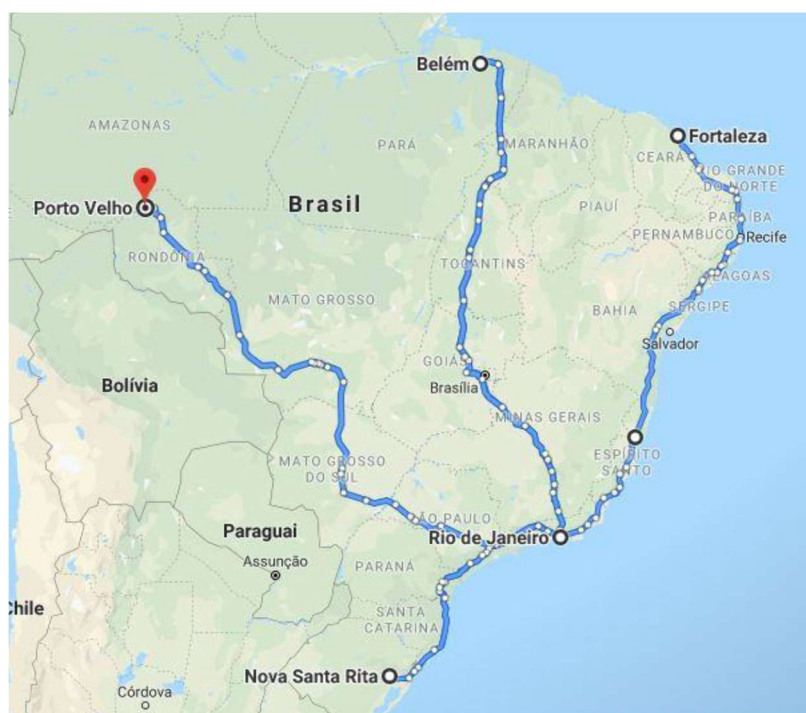 Belém
AMAZONAS
PARÁ
MARANHÃO
Fortaleza
CEARÁ
RIO GRANDE
DO NORTE
Porto Velho
Brasil
PIAUÍ
PARAÍBA
PERNAMBUCO
Recife
RONDÔNIA
TOCANTINS
ALAGOAS
MATO GROSSO
BAHIA
SERGIPE
Salvador
GOIÁS
Bolívia
Brasília
MINAS GERAIS
ESPÍRITO
SANTO
MATO GROSSO
DO SUL
SÃO PAULO
Rio de Janeiro
Paraguai
Assunção
PARANÁ
Chile
SANTA
CATARINA
Nova Santa Rita
Córdova